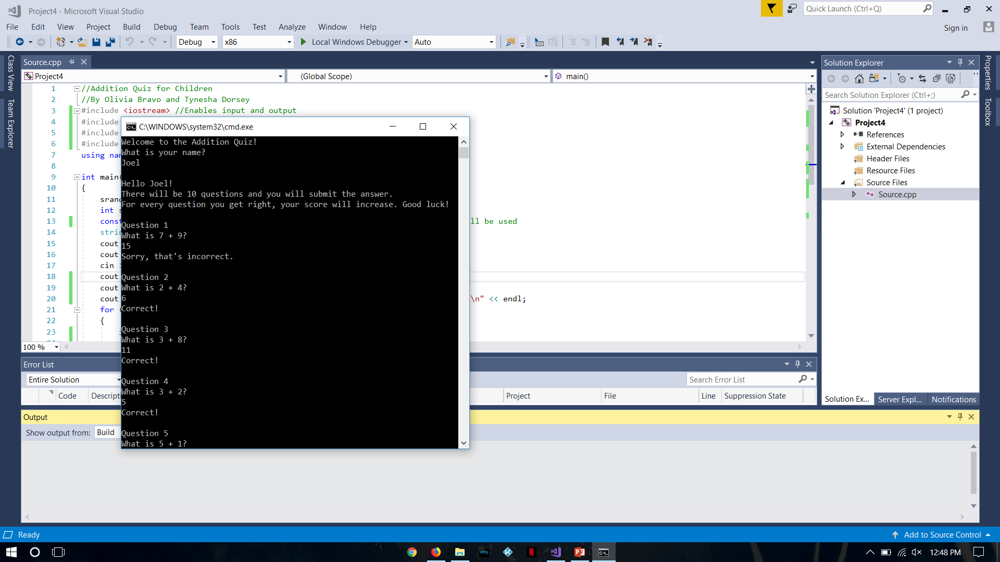 Project4 - Microsoft Visual Studio
Quick Launch (Ctrl+Q)
File Edit View Project Build Debug Team Tools Test Analyze Window Help
Sign in
Debug x86 Local Windows Debugger Auto
Class View
Team Explorer
Source.cpp
Project4 (Global Scope) main()
1 //Addition Quiz for Children
2 //By Olivia Bravo and Tynesha Dorsey
3 #include <iostream> //Enables input and output
4 #include
5 #include
6 #include
7 using nam
8
9 int main(
10 {
11 sran
12 int s
13 cons ll be used
14 strin
15 cout
16 cout
17 cin >
18 cout
19 cout
20 cout \n" << endl;
21 for (
22 {
23
100 %
C:\WINDOWS\system32\cmd.exe
Welcome to the Addition Quiz!
What is your name?
Joel
Hello Joel!
There will be 10 questions and you will submit the answer.
For every question you get right, your score will increase. Good luck!
Question 1
What is 7 + 9?
15
Sorry, that's incorrect.
Question 2
What is 2 + 4?
6
Correct!
Question 3
What is 3 + 8?
11
Correct!
Question 4
What is 3 + 2?
5
Correct!
Question 5
What is 5 + 1?
Error List
Entire Solution
Search Error List
Code Descript Project File Line Suppression State
Output
Show output from: Build
Solution Explorer
Search Solution Explorer (Ctrl+;)
Solution 'Project4' (1 project)
Project4
References
External Dependencies
Header Files
Resource Files
Source Files
Source.cpp
Solution Ex... Server Expl... Notifications
Properties
Toolbox
Ready
Add to Source Control
sling
12:48 PM